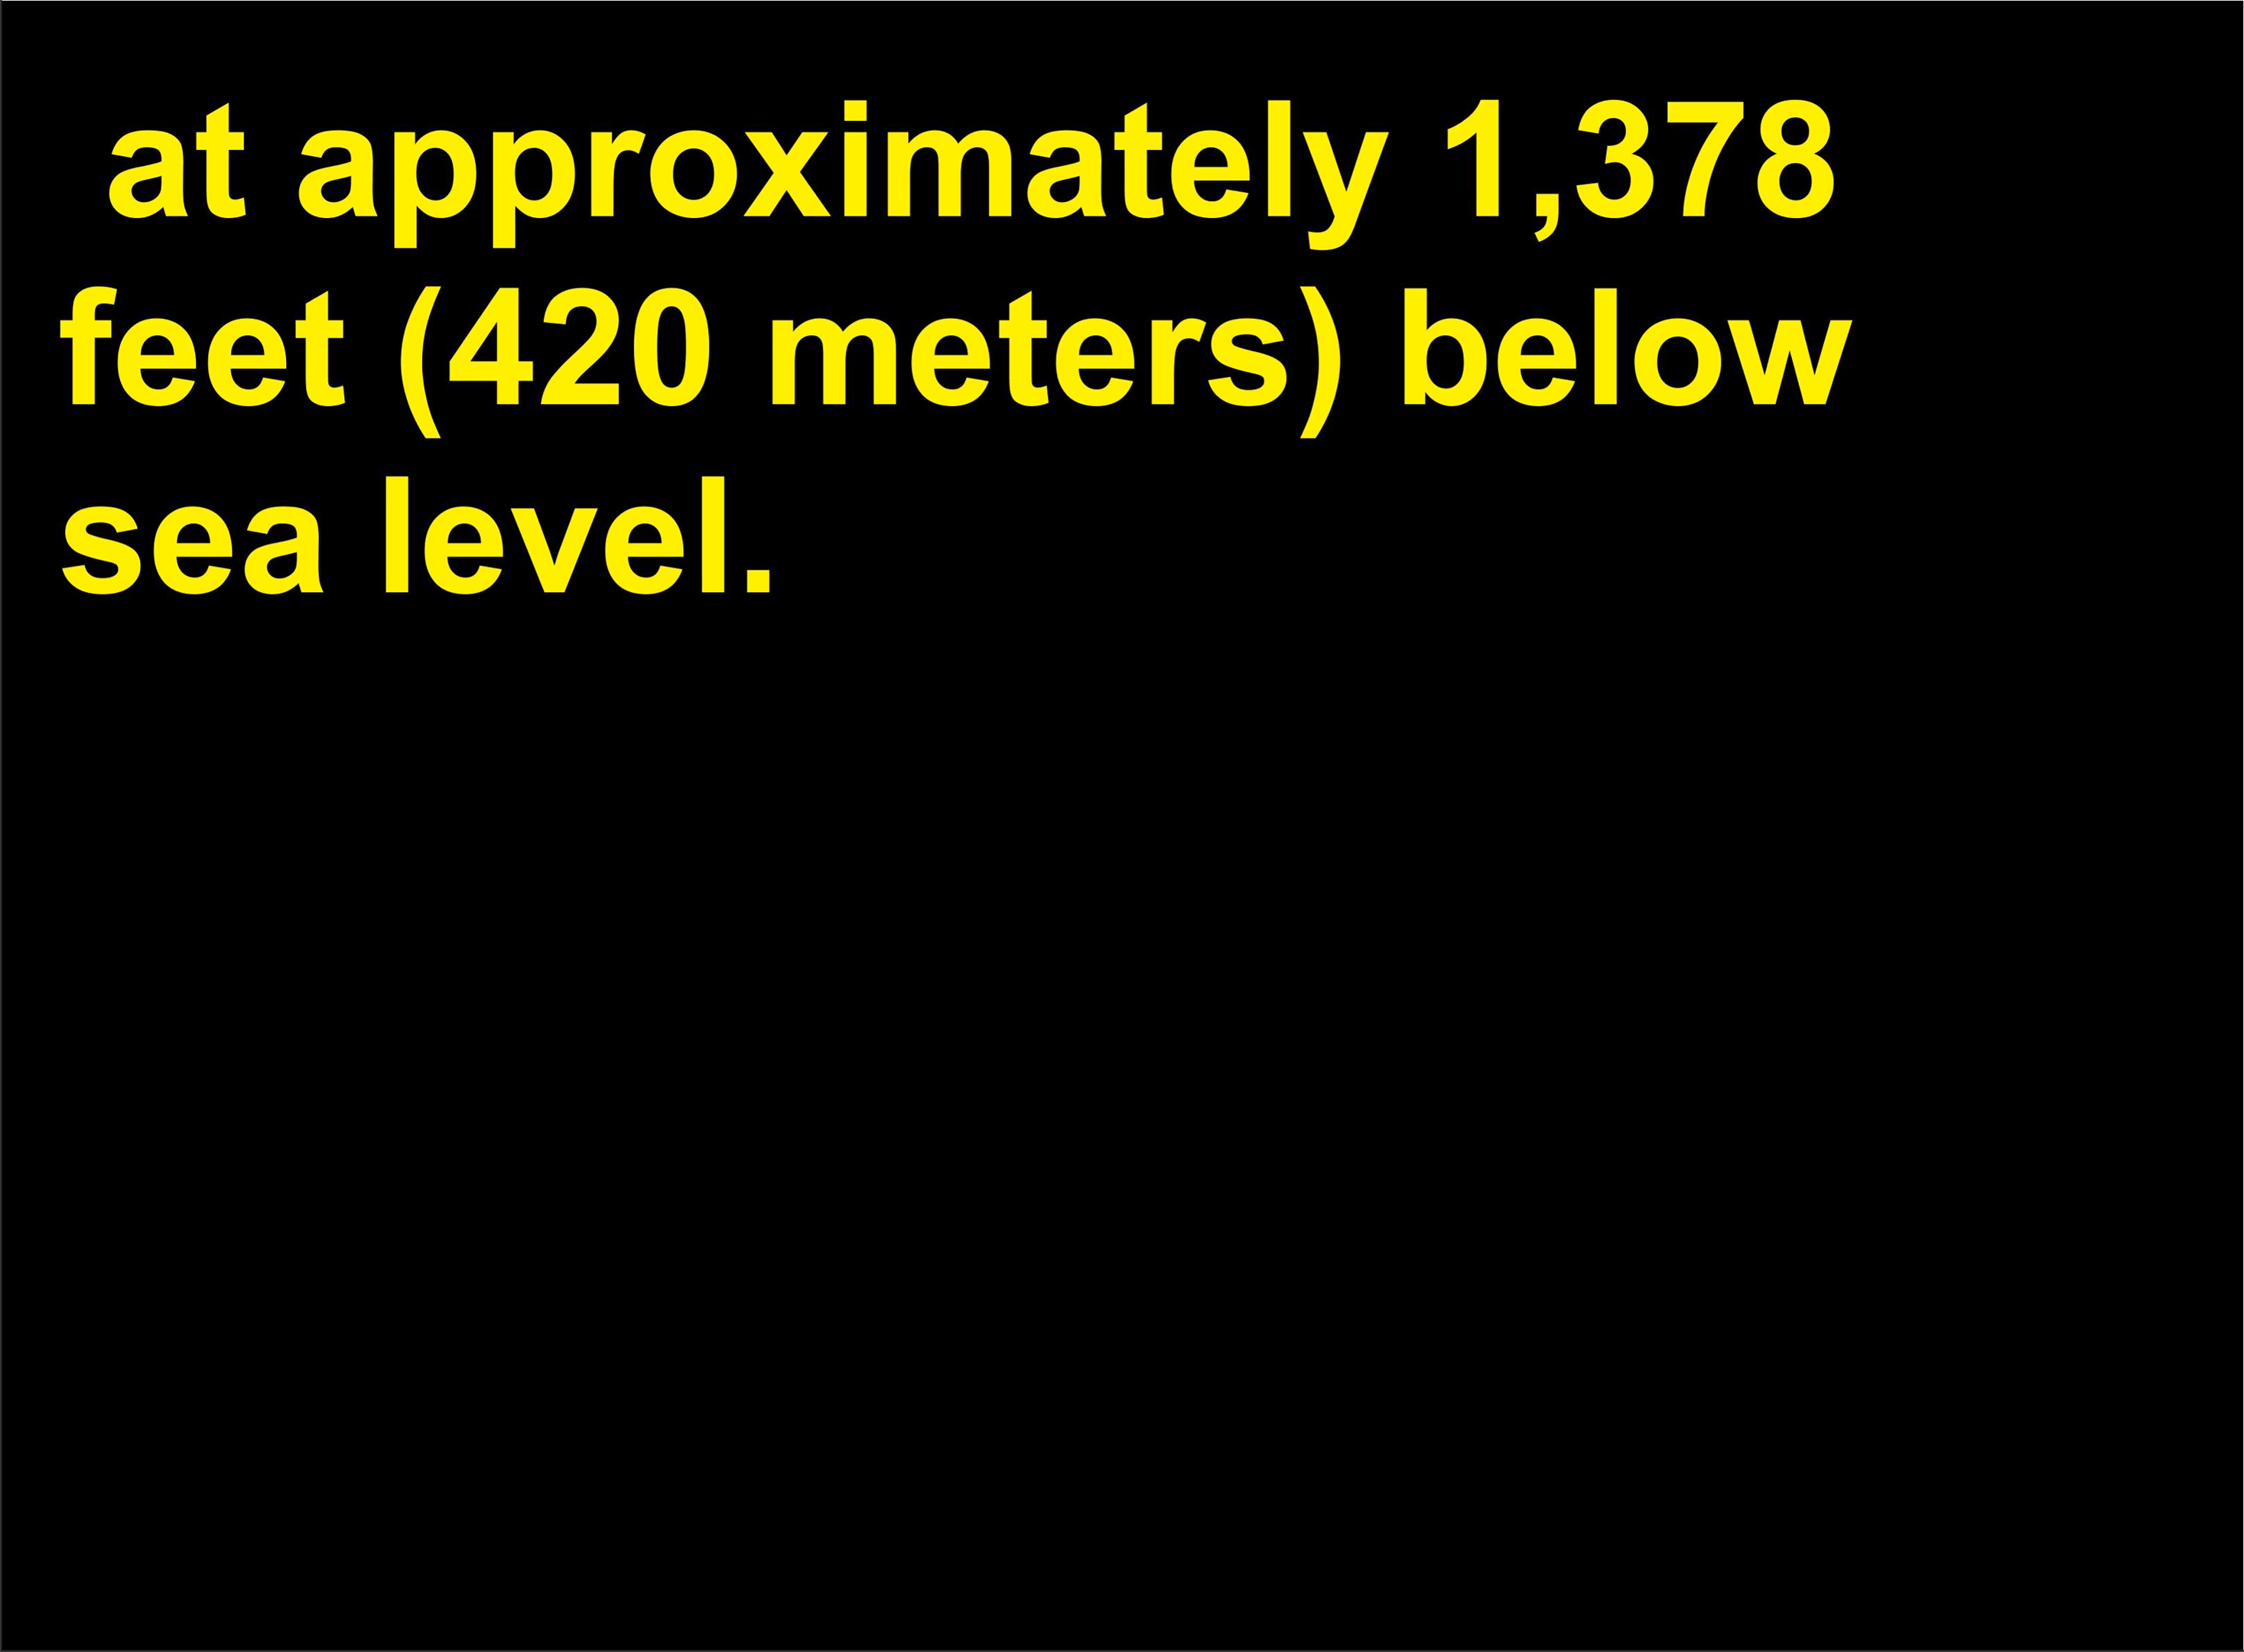 at approximately 1,378
feet (420 meters) below
sea level.